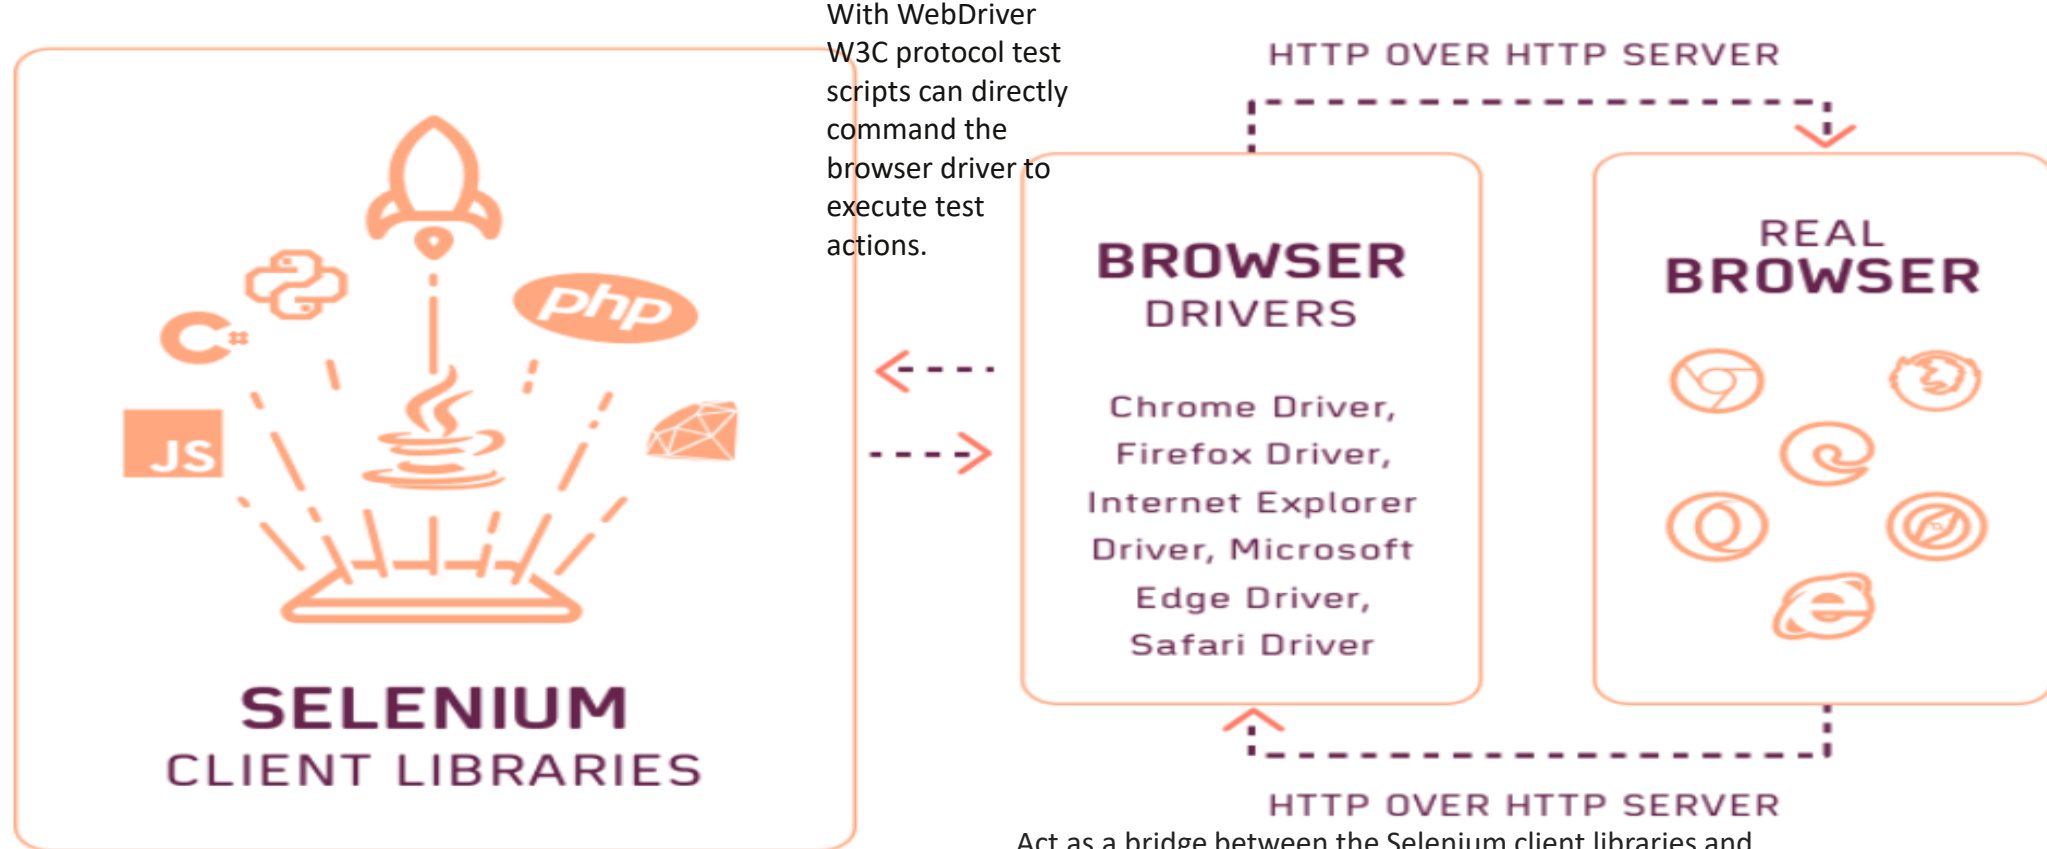 With WebDriver
W3C protocol test
scripts can directly
command the
browser driver to
execute test
actions.
C#
php
JS
SELENIUM
CLIENT LIBRARIES
HTTP OVER HTTP SERVER
BROWSER
DRIVERS
Chrome Driver,
Firefox Driver,
Internet Explorer
Driver, Microsoft
Edge Driver,
Safari Driver
REAL
BROWSER
HTTP OVER HTTP SERVER
Act as a bridge between the Selenium client libraries and